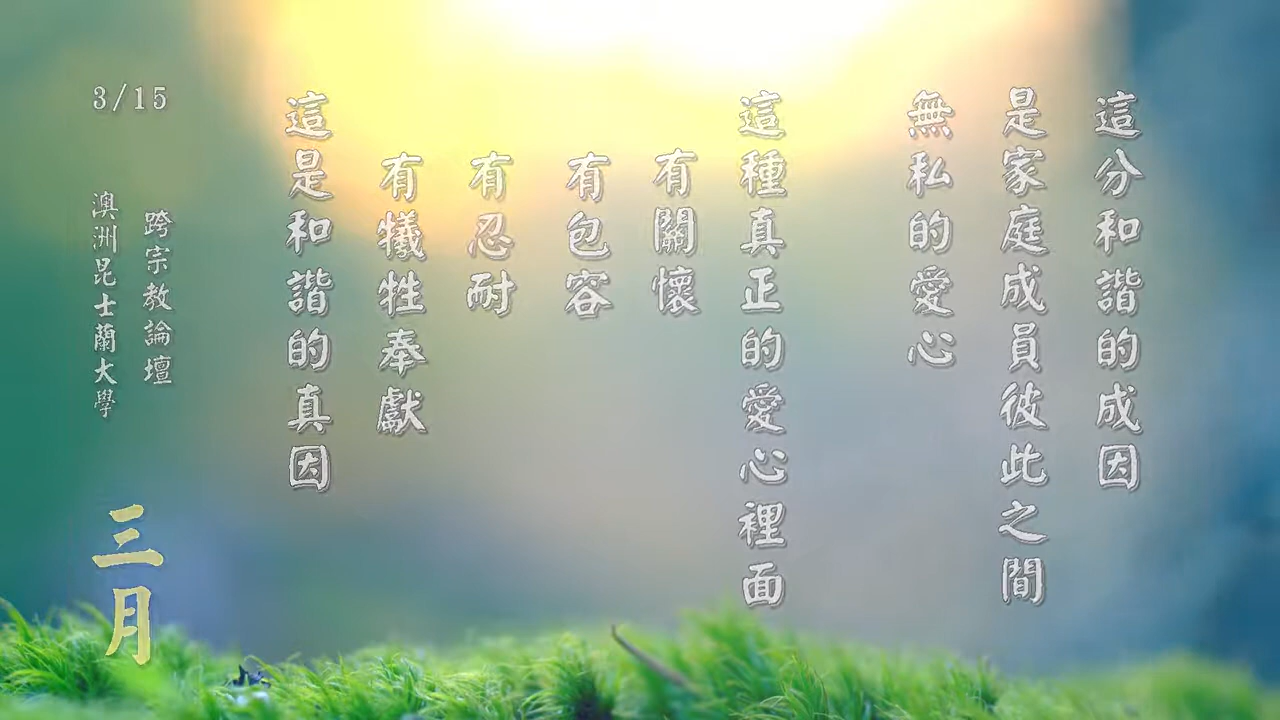 這分和諧的成因
是家庭成員彼此之間
無私的愛心
這種真正的愛心裡面
有關懷
有包容
有忍耐
有犧牲奉獻
這是和諧的真因
3/15
跨宗教論壇
澳洲昆士蘭大學
三月